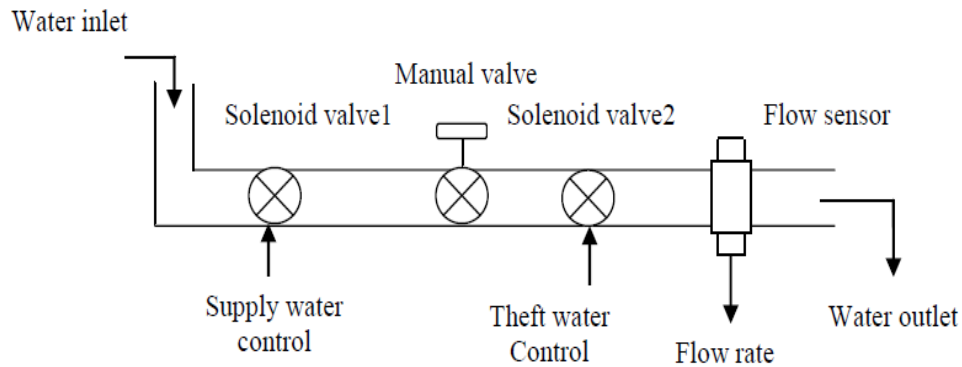 Water inlet
Manual valve
Solenoid valve1
Solenoid valve2
Flow sensor
Supply water
control
Theft water
Control
Flow rate
Water outlet